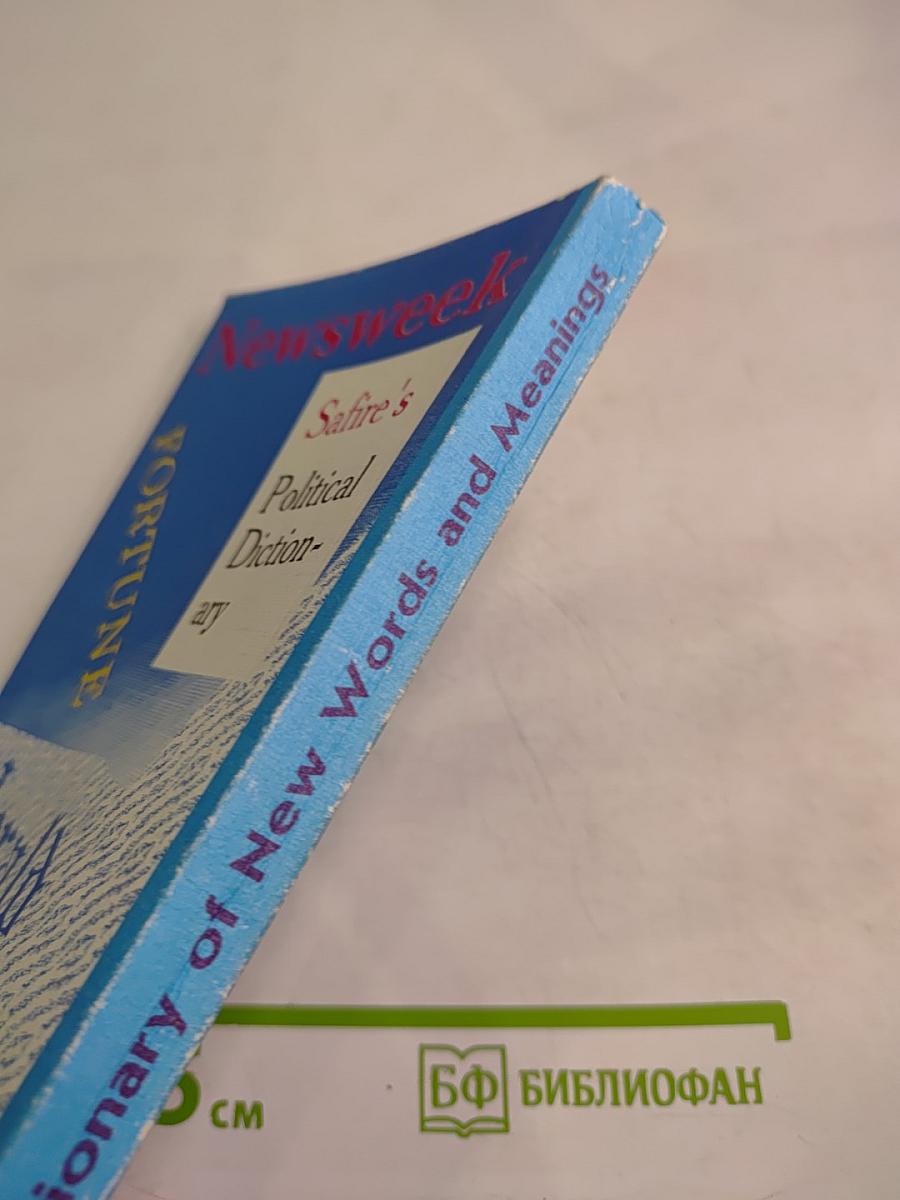 Newsweek
FORTUNE
Safire's
Political
Diction-
ary
ionary of New Words and Meanings
см
БФ БИБЛИОФАН